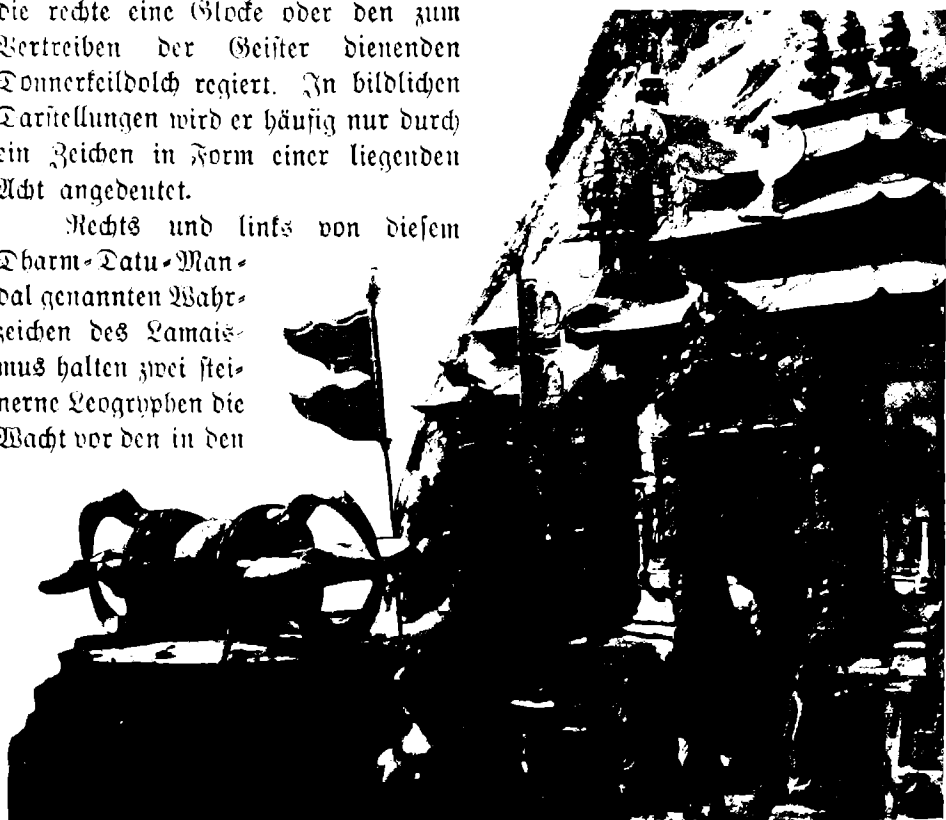 die rechte eine Glocke oder den zum
Vertreiben der Geister dienenden
Donnerkeildolch regiert. In bildlichen
Darstellungen wird er häufig nur durch
ein Zeichen in Form einer liegenden
Acht angedeutet.
Rechts und links von diesem
Dharm-Datu-Man-
dal genannten Wahr-
zeichen des Lamais-
mus halten zwei stei-
nerne Leogryphen die
Wacht vor den in den